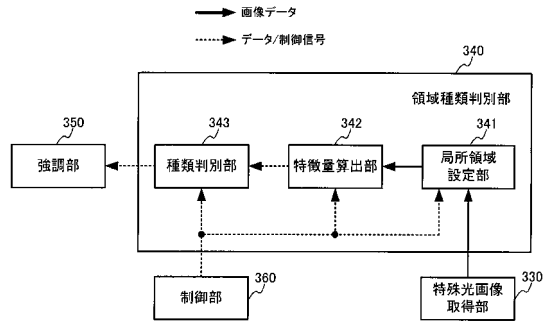 画像データ
データ/制御信号
340
領域種類判別部
350
343
342
341
強調部
種類判別部
特徴量算出部
局所領域
設定部
360
330
制御部
特殊光画像
取得部